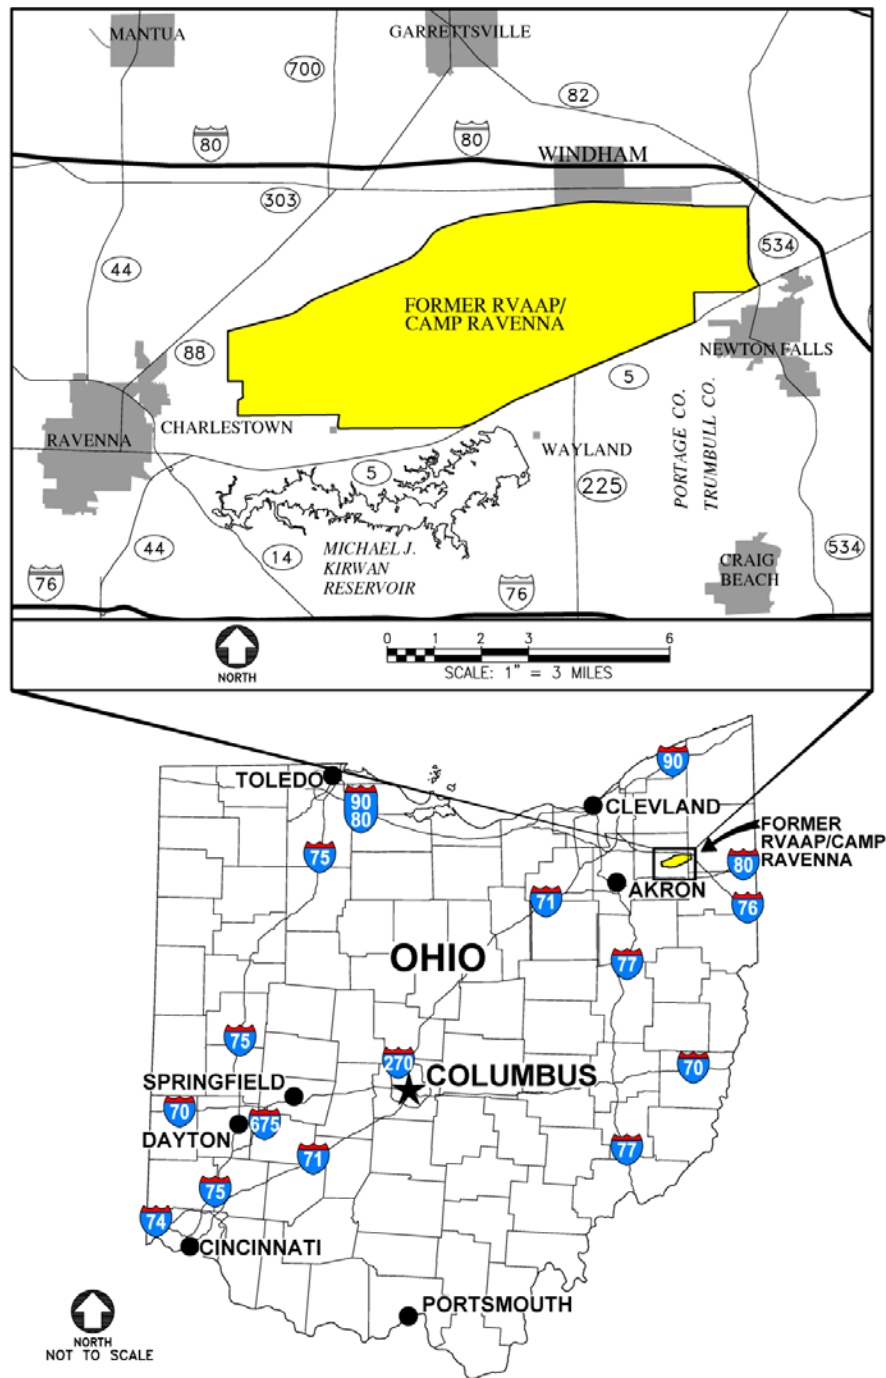 MANTUA
GARRETTSVILLE
700
82
80
80
WINDHAM
303
534
44
FORMER RVAAP/
CAMP RAVENNA
88
NEWTON FALLS
5
CHARLESTOWN
RAVENNA
WAYLAND
PORTAGE CO.
TRUMBULL CO.
5
225
44
14
MICHAEL J.
KIRWAN
RESERVOIR
534
CRAIG
BEACH
76
76
NORTH
0 1 2 3 6
SCALE: 1" = 3 MILES
90
TOLEDO
90
80
CLEVLAND
FORMER
RVAAP/CAMP
RAVENNA
75
80
AKRON
71
76
OHIO
77
75
270
70
COLUMBUS
SPRINGFIELD
70
675
DAYTON
77
71
75
74
CINCINNATI
PORTSMOUTH
NORTH
NOT TO SCALE